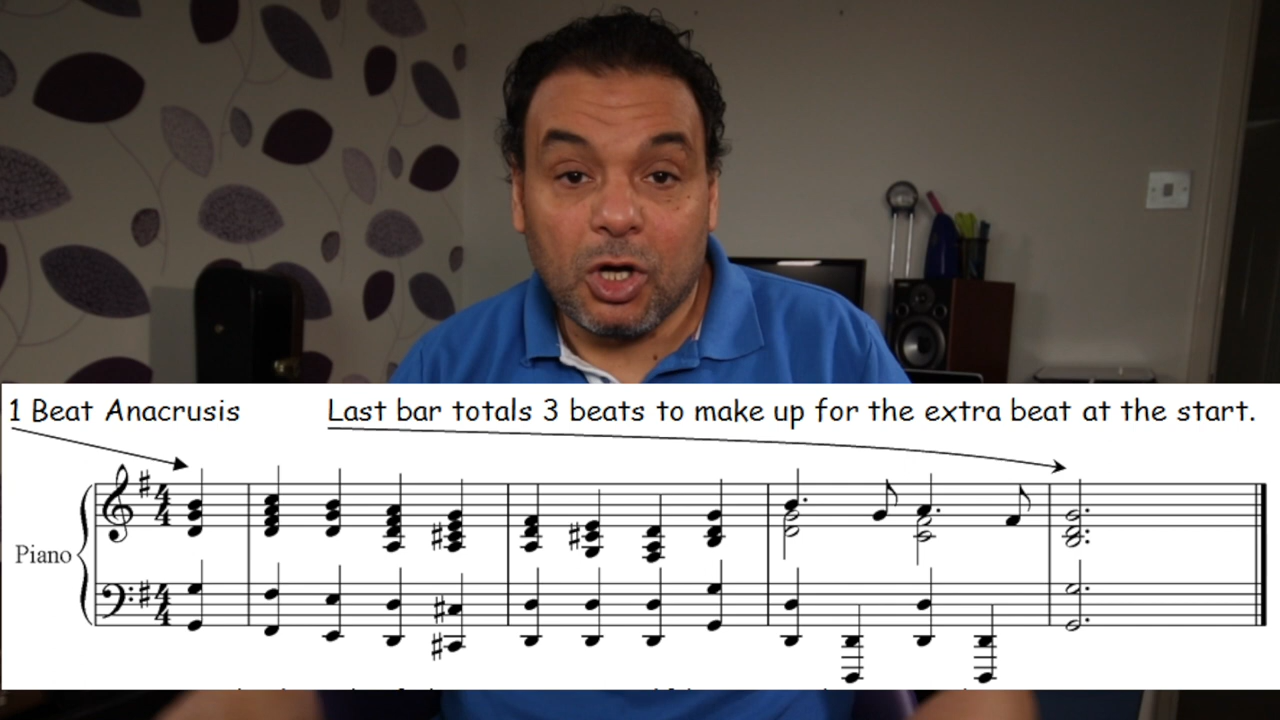 1 Beat Anacrusis
Last bar totals 3 beats to make up for the extra beat at the start.
Piano